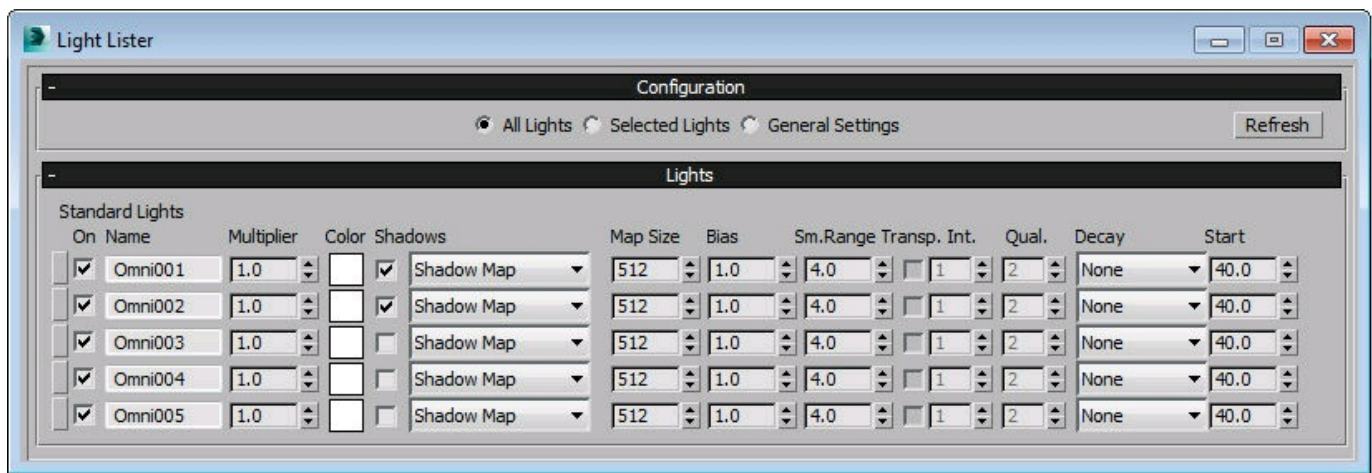 Light Lister
- Configuration
All Lights Selected Lights General Settings Refresh
- Lights
Standard Lights
On Name Multiplier Color Shadows Map Size Bias Sm.Range Transp. Int. Qual. Decay Start
Omni001 1.0 Shadow Map 512 1.0 4.0 1 2 None 40.0
Omni002 1.0 Shadow Map 512 1.0 4.0 1 2 None 40.0
Omni003 1.0 Shadow Map 512 1.0 4.0 1 2 None 40.0
Omni004 1.0 Shadow Map 512 1.0 4.0 1 2 None 40.0
Omni005 1.0 Shadow Map 512 1.0 4.0 1 2 None 40.0